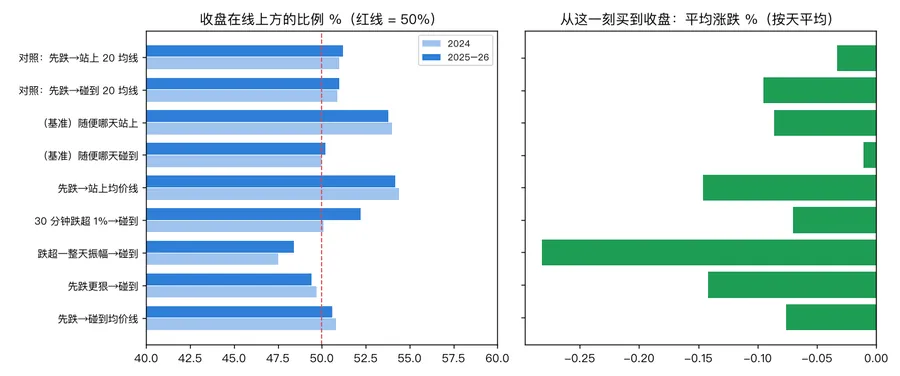 收盘在线上方的比例 %（红线 = 50%）
2024
2025—26
对照：先跌→站上 20 均线
对照：先跌→碰到 20 均线
（基准）随便哪天站上
（基准）随便哪天碰到
先跌→站上均价线
30 分钟跌超 1%→碰到
跌超一整天振幅→碰到
先跌更狠→碰到
先跌→碰到均价线
40.0 42.5 45.0 47.5 50.0 52.5 55.0 57.5 60.0
从这一刻买到收盘：平均涨跌 %（按天平均）
−0.25 −0.20 −0.15 −0.10 −0.05 0.00